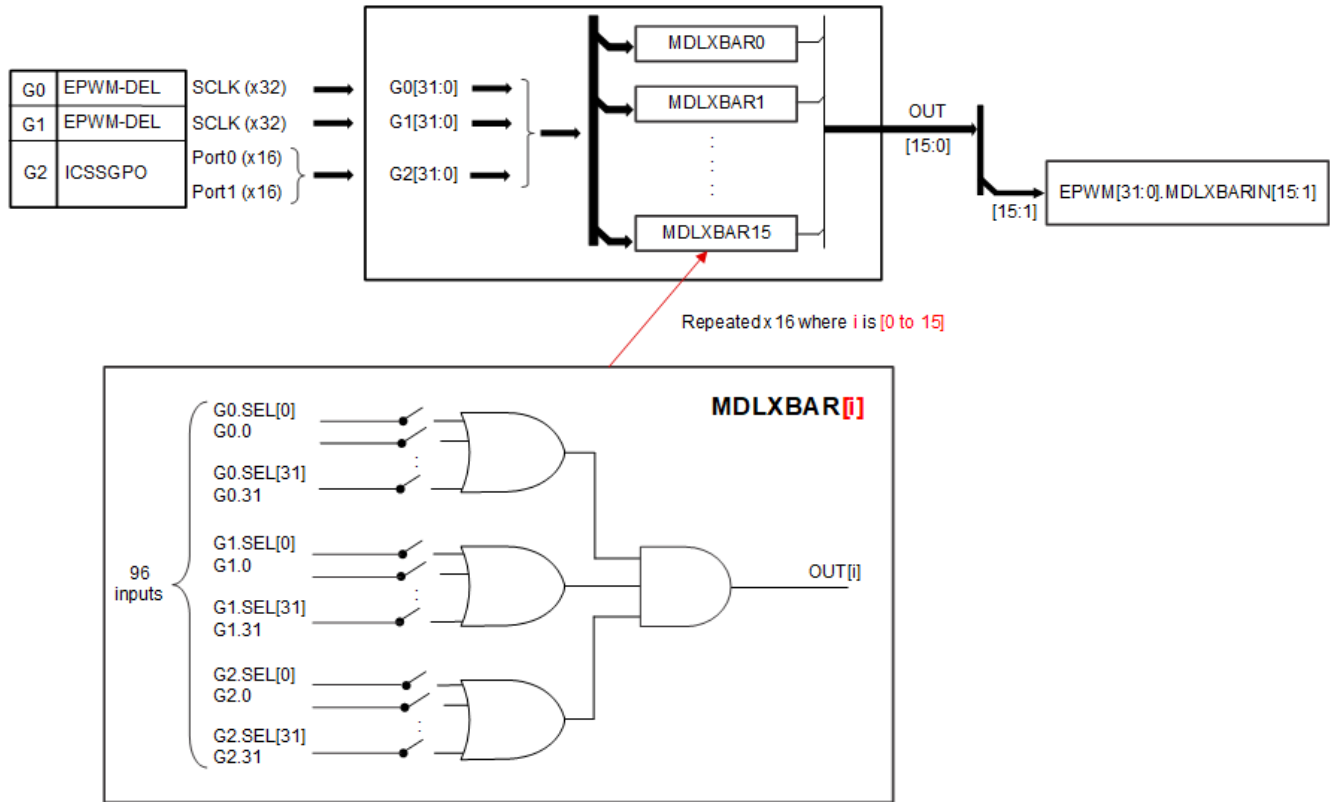 G0 EPWM-DEL SCLK (x32)
G1 EPWM-DEL SCLK (x32)
G2 ICSSGPO Port0 (x16)
Port1 (x16)
G0[31:0]
G1[31:0]
G2[31:0]
MDLXBAR0
MDLXBAR1
MDLXBAR15
OUT
[15:0]
[15:1]
EPWM[31:0].MDLXBARIN[15:1]
Repeated x 16 where i is [0 to 15]
MDLXBAR[i]
96
inputs
G0.SEL[0]
G0.0
G0.SEL[31]
G0.31
G1.SEL[0]
G1.0
G1.SEL[31]
G1.31
G2.SEL[0]
G2.0
G2.SEL[31]
G2.31
OUT[i]